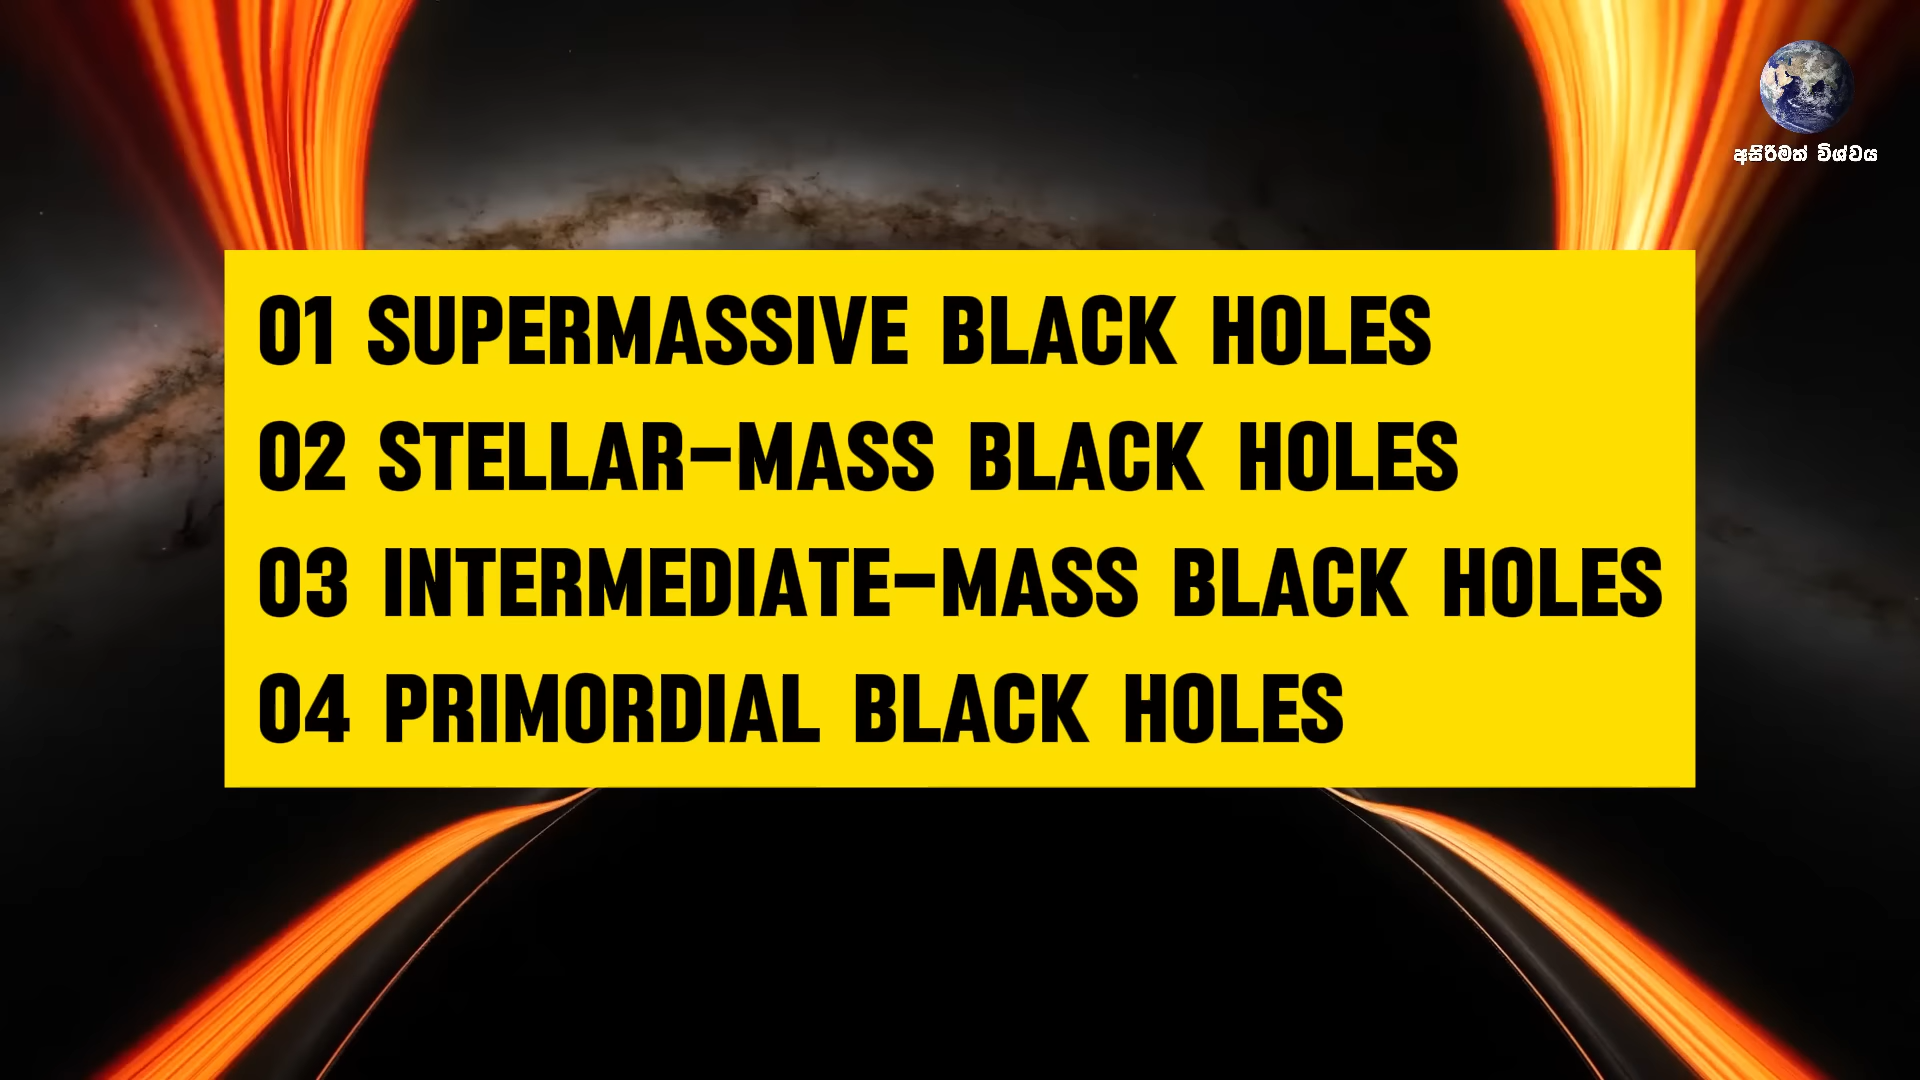 අසිරිමත් විශ්වය
01 SUPERMASSIVE BLACK HOLES
02 STELLAR-MASS BLACK HOLES
03 INTERMEDIATE-MASS BLACK HOLES
04 PRIMORDIAL BLACK HOLES